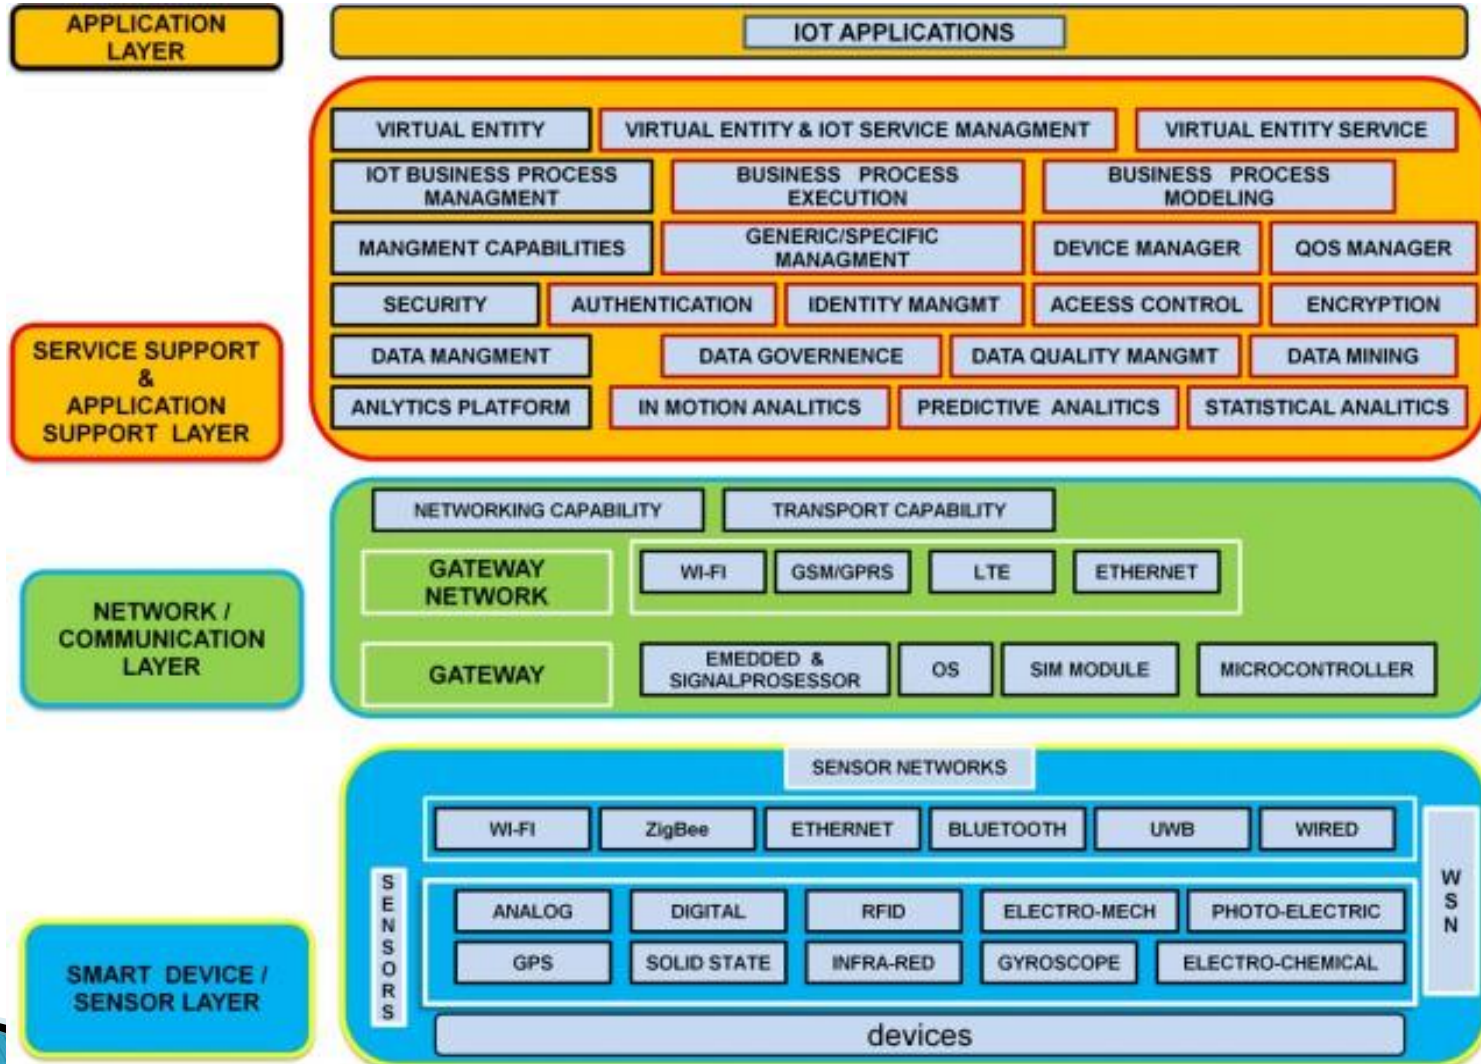 APPLICATION
LAYER
IOT APPLICATIONS
VIRTUAL ENTITY
VIRTUAL ENTITY & IOT SERVICE MANAGMENT
VIRTUAL ENTITY SERVICE
IOT BUSINESS PROCESS
MANAGMENT
BUSINESS PROCESS
EXECUTION
BUSINESS PROCESS
MODELING
MANGMENT CAPABILITIES
GENERIC/SPECIFIC
MANAGMENT
DEVICE MANAGER
QOS MANAGER
SECURITY
AUTHENTICATION
IDENTITY MANGMT
ACEESS CONTROL
ENCRYPTION
SERVICE SUPPORT
&
APPLICATION
SUPPORT LAYER
DATA MANGMENT
DATA GOVERNENCE
DATA QUALITY MANGMT
DATA MINING
ANLYTICS PLATFORM
IN MOTION ANALITICS
PREDICTIVE ANALITICS
STATISTICAL ANALITICS
NETWORKING CAPABILITY
TRANSPORT CAPABILITY
GATEWAY
NETWORK
WI-FI
GSM/GPRS
LTE
ETHERNET
NETWORK /
COMMUNICATION
LAYER
GATEWAY
EMEDDED &
SIGNALPROSESSOR
OS
SIM MODULE
MICROCONTROLLER
SENSOR NETWORKS
WI-FI
ZigBee
ETHERNET
BLUETOOTH
UWB
WIRED
SENSORS
ANALOG
DIGITAL
RFID
ELECTRO-MECH
PHOTO-ELECTRIC
WSN
GPS
SOLID STATE
INFRA-RED
GYROSCOPE
ELECTRO-CHEMICAL
SMART DEVICE /
SENSOR LAYER
devices